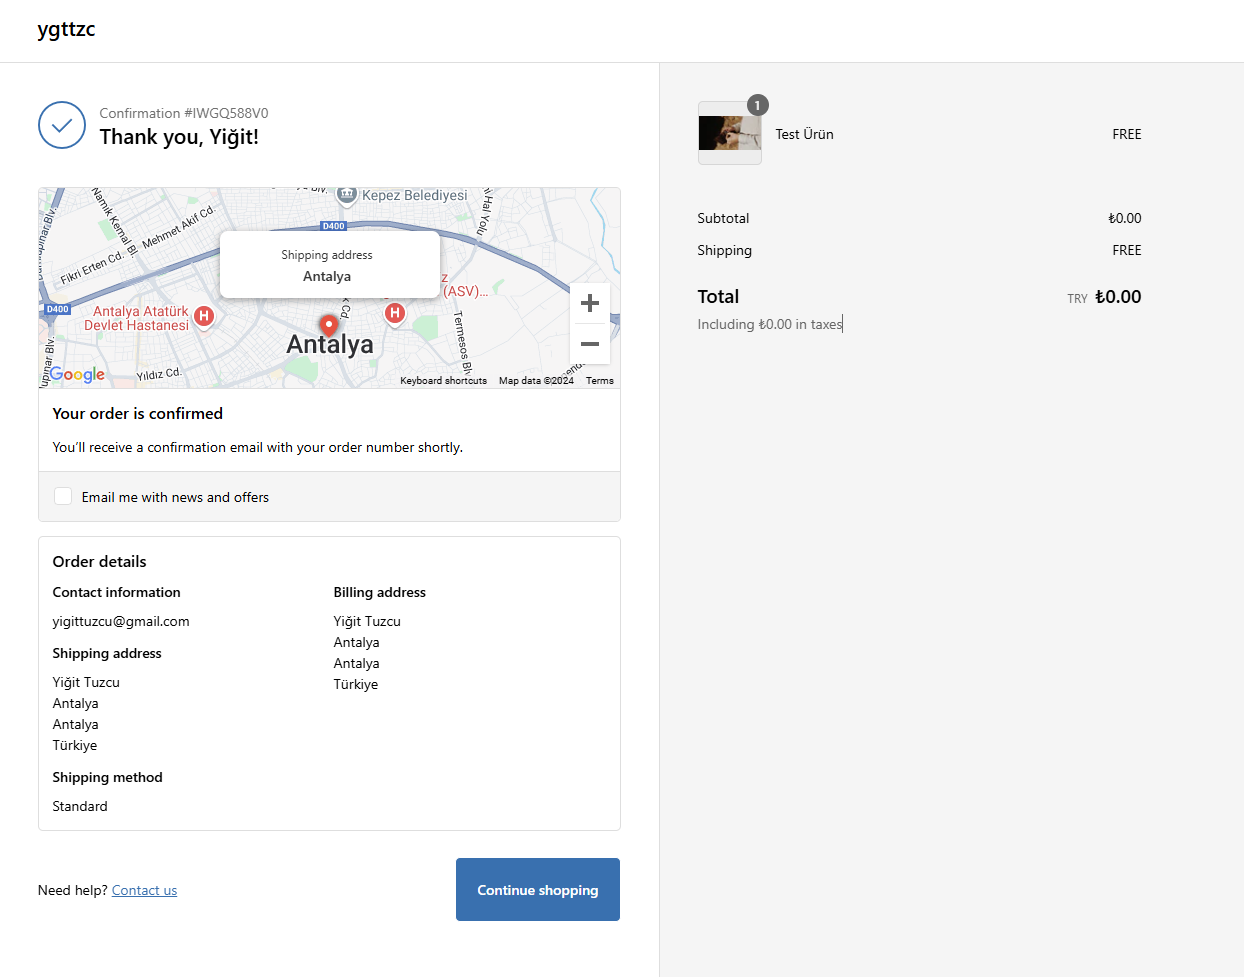 ygttzc
Confirmation #IWGQ588V0
Thank you, Yiğit!
Kepez Belediyesi
Namık Kemal Bl.
Mehmet Akif Cd.
Fikri Erten Cd.
D400
Shipping address
Antalya
D400
Antalya Atatürk
Devlet Hastanesi
H
H
(ASV)...
Termesos Blv.
Antalya
Yıldız Cd.
Google
Keyboard shortcuts
Map data ©2024
Terms
Your order is confirmed
You'll receive a confirmation email with your order number shortly.
Email me with news and offers
Order details
Contact information
yigittuzcu@gmail.com
Shipping address
Yiğit Tuzcu
Antalya
Antalya
Türkiye
Shipping method
Standard
Billing address
Yiğit Tuzcu
Antalya
Antalya
Türkiye
Need help? Contact us
Continue shopping
1
Test Ürün FREE
Subtotal ₺0.00
Shipping FREE
Total TRY ₺0.00
Including ₺0.00 in taxes